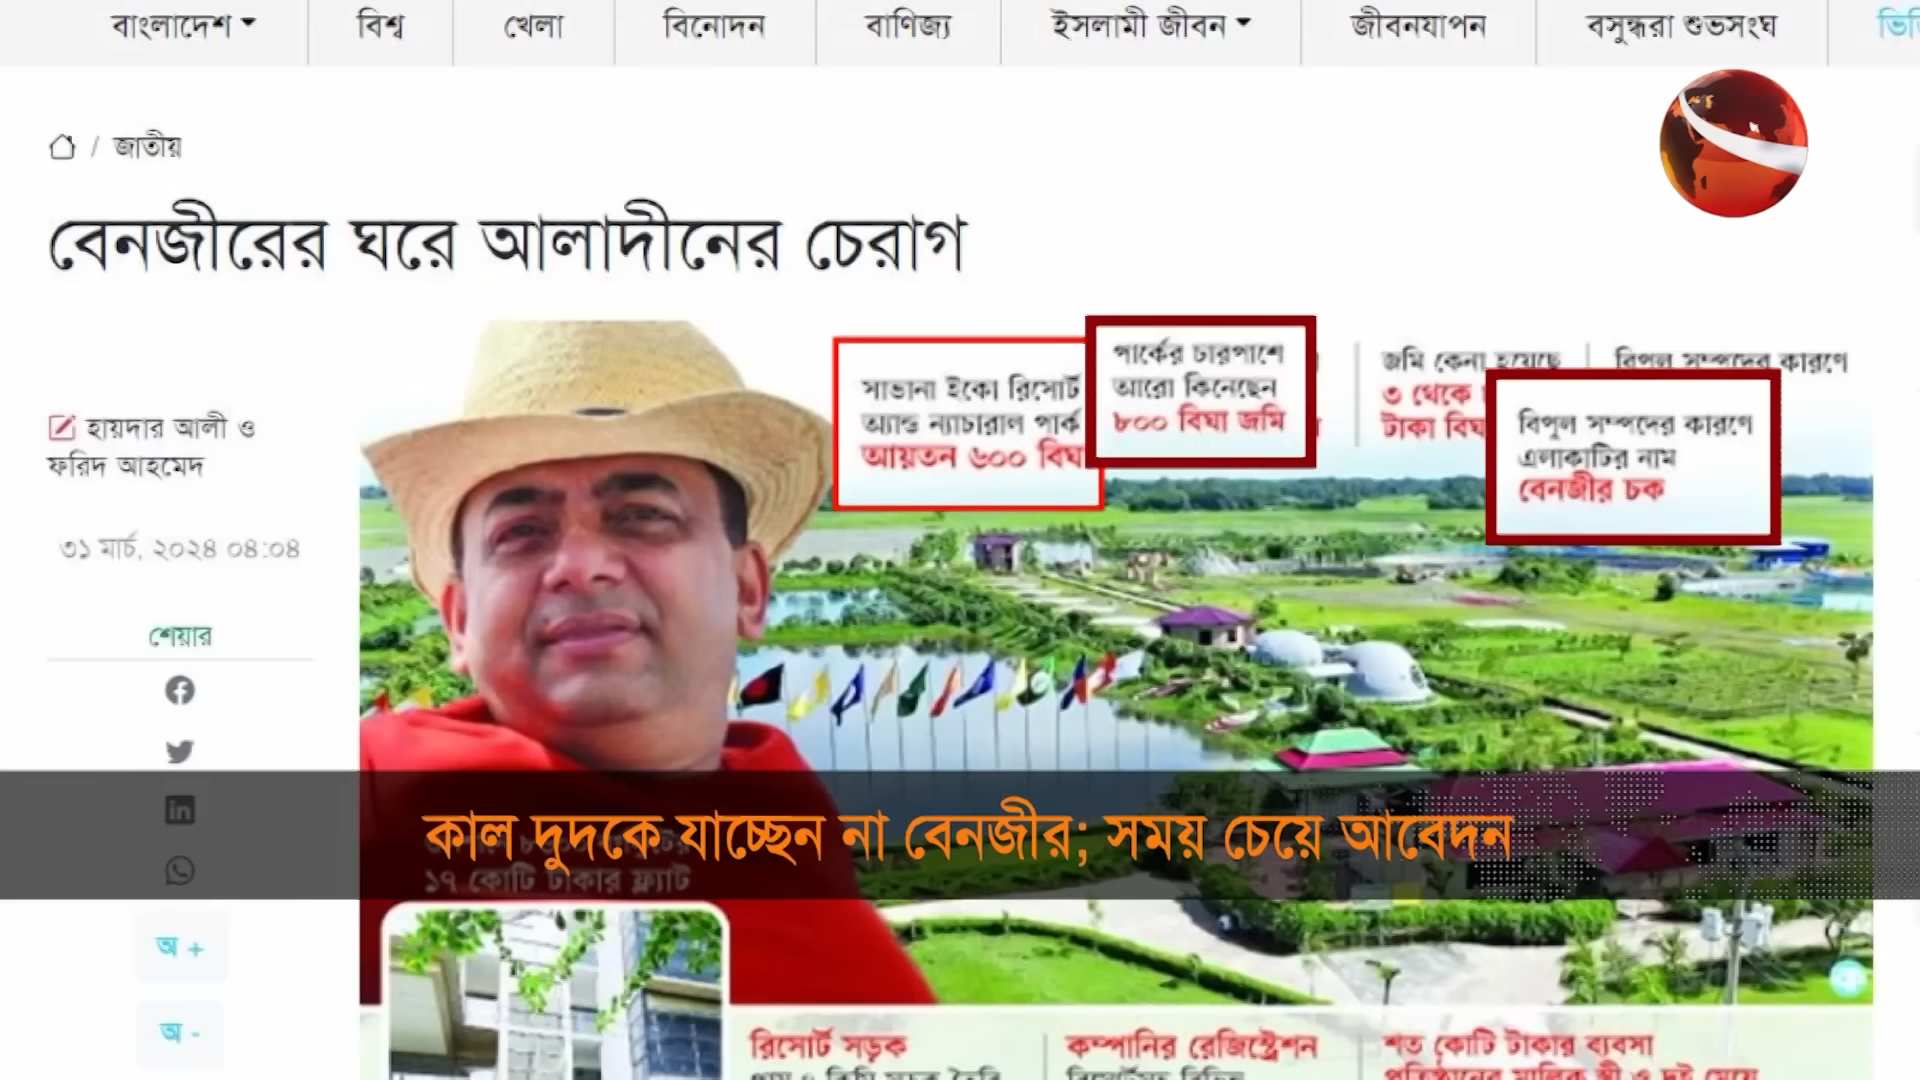 বাংলাদেশ
বিশ্ব
খেলা
বিনোদন
বাণিজ্য
ইসলামী জীবন
জীবনযাপন
বসুন্ধরা শুভসংঘ
/ জাতীয়
বেনজীরের ঘরে আলাদীনের চেরাগ
হায়দার আলী ও
ফরিদ আহমেদ
৩১ মার্চ, ২০২৪ ০৪:০৪
শেয়ার
সাভানা ইকো রিসোর্ট
অ্যান্ড ন্যাচারাল পার্ক
আয়তন ৬০০ বিঘা
পার্কের চারপাশে
আরো কিনেছেন
৮০০ বিঘা জমি
জমি কেনা হয়েছে
৩ থেকে
টাকা বিঘা
বিপুল সম্পদের কারণে
বিপুল সম্পদের কারণে
এলাকাটির নাম
বেনজীর চক
কাল দুদকে যাচ্ছেন না বেনজীর; সময় চেয়ে আবেদন
১৭ কোটি টাকার ফ্ল্যাট
অ +
অ -
রিসোর্ট সড়ক
কম্পানির রেজিস্ট্রেশন
শত কোটি টাকার ব্যবসা
প্রতিষ্ঠানের মালিক স্ত্রী ও দুই মেয়ে